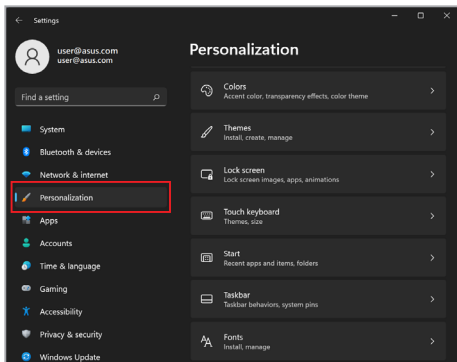 Settings
user@asus.com
user@asus.com
Find a setting
System
Bluetooth & devices
Network & internet
Personalization
Apps
Accounts
Time & language
Gaming
Accessibility
Privacy & security
Windows Update
Personalization
Colors
Accent color, transparency effects, color theme
Themes
Install, create, manage
Lock screen
Lock screen images, apps, animations
Touch keyboard
Themes, size
Start
Recent apps and items, folders
Taskbar
Taskbar behaviors, system pins
Fonts
Install, manage